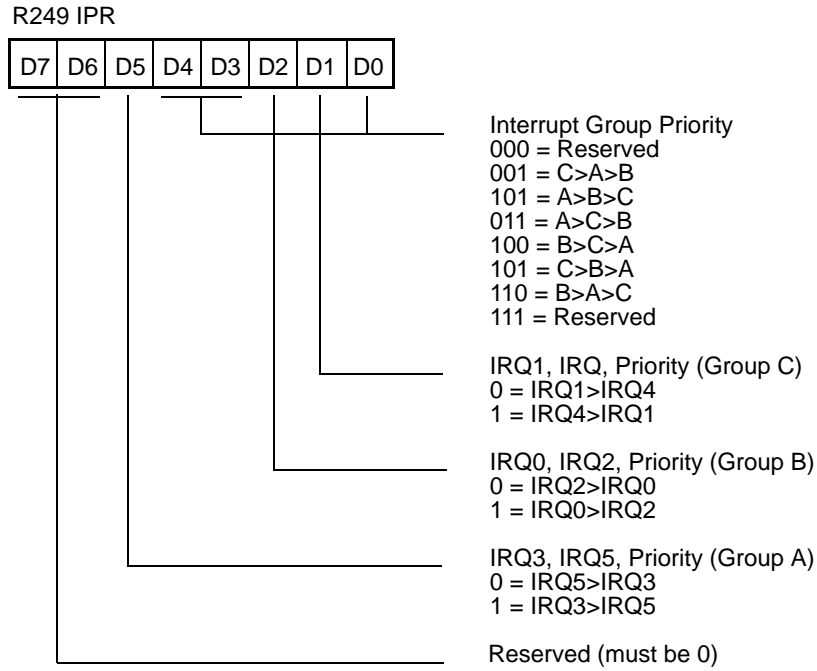 R249 IPR
D7 D6 D5 D4 D3 D2 D1 D0
Interrupt Group Priority
000 = Reserved
001 = C>A>B
101 = A>B>C
011 = A>C>B
100 = B>C>A
101 = C>B>A
110 = B>A>C
111 = Reserved
IRQ1, IRQ, Priority (Group C)
0 = IRQ1>IRQ4
1 = IRQ4>IRQ1
IRQ0, IRQ2, Priority (Group B)
0 = IRQ2>IRQ0
1 = IRQ0>IRQ2
IRQ3, IRQ5, Priority (Group A)
0 = IRQ5>IRQ3
1 = IRQ3>IRQ5
Reserved (must be 0)